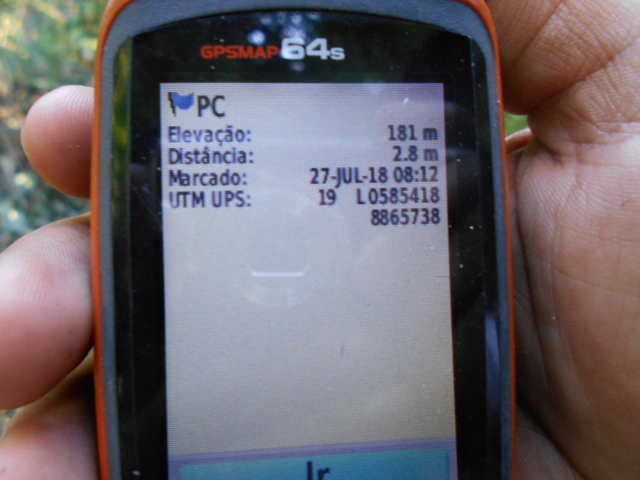 GPSMAP 64s
PC
Elevação: 181 m
Distância: 2.8 m
Marcado: 27-JUL-18 08:12
UTM UPS: 19 L 0585418
8865738
Ir